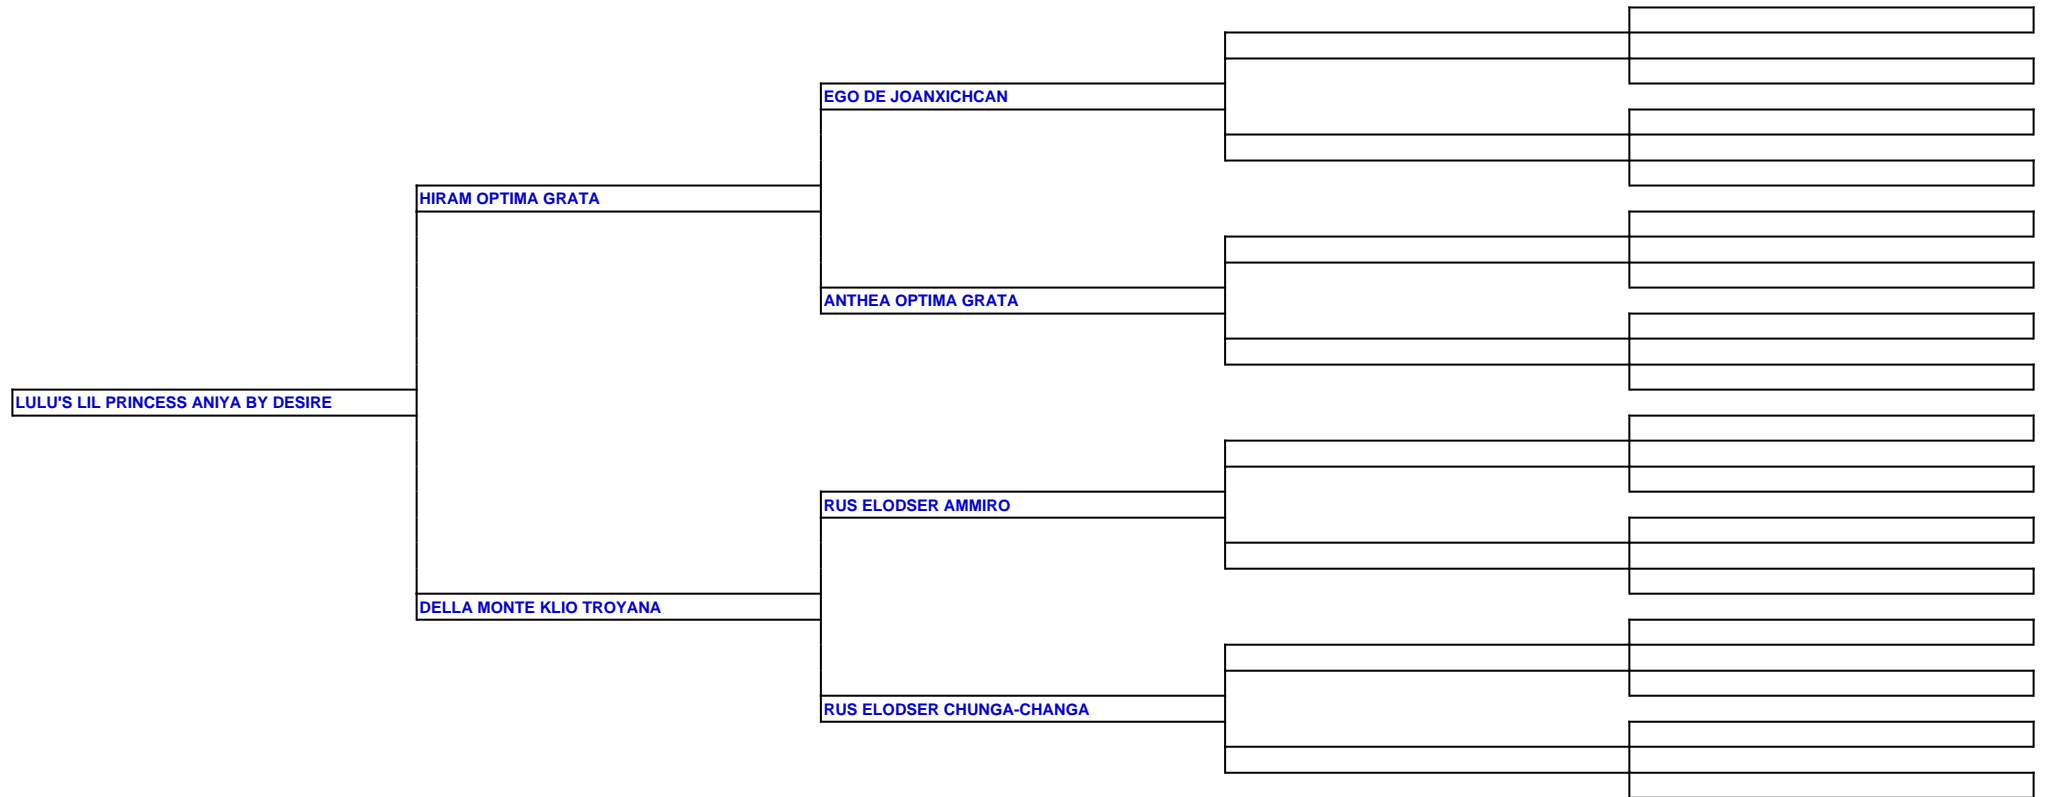 EGO DE JOANXICHCAN
HIRAM OPTIMA GRATA
ANTHEA OPTIMA GRATA
LULU'S LIL PRINCESS ANIYA BY DESIRE
RUS ELODSER AMMIRO
DELLA MONTE KLIO TROYANA
RUS ELODSER CHUNGA-CHANGA